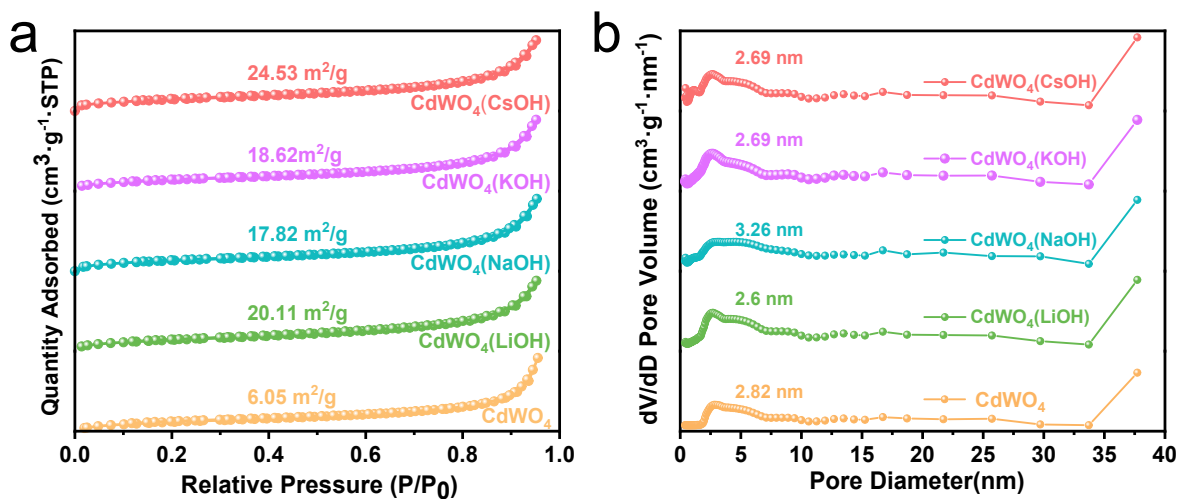 a
Quantity Adsorbed (cm³·g⁻¹·STP)
24.53 m²/g
CdWO₄(CsOH)
18.62m²/g
CdWO₄(KOH)
17.82 m²/g
CdWO₄(NaOH)
20.11 m²/g
CdWO₄(LiOH)
6.05 m²/g
CdWO₄
0.0 0.2 0.4 0.6 0.8 1.0
Relative Pressure (P/P₀)
b
dV/dD Pore Volume (cm³·g⁻¹·nm⁻¹)
2.69 nm
CdWO₄(CsOH)
2.69 nm
CdWO₄(KOH)
3.26 nm
CdWO₄(NaOH)
2.6 nm
CdWO₄(LiOH)
2.82 nm
CdWO₄
0 5 10 15 20 25 30 35 40
Pore Diameter(nm)